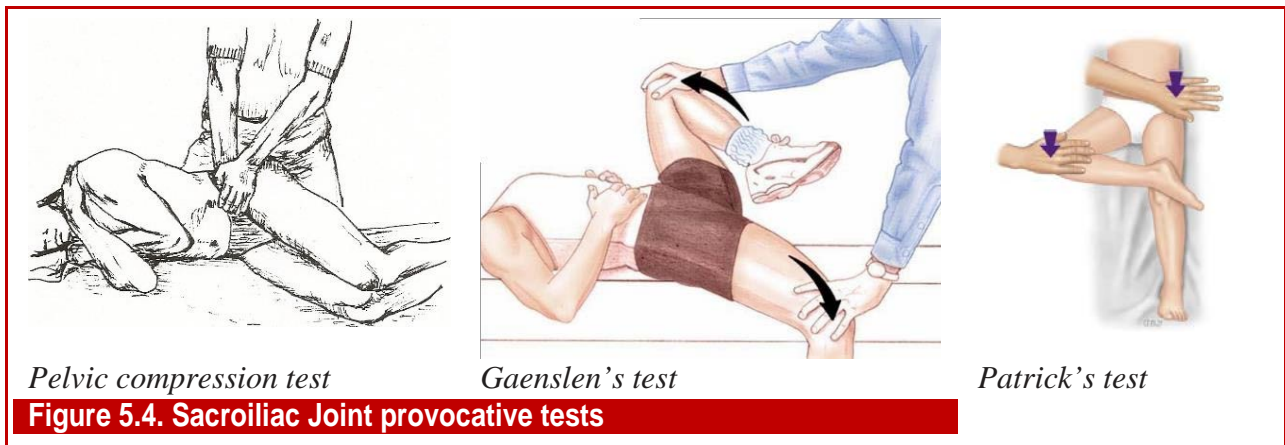 Pelvic compression test
Gaenslen’s test
Patrick’s test
Figure 5.4. Sacroiliac Joint provocative tests